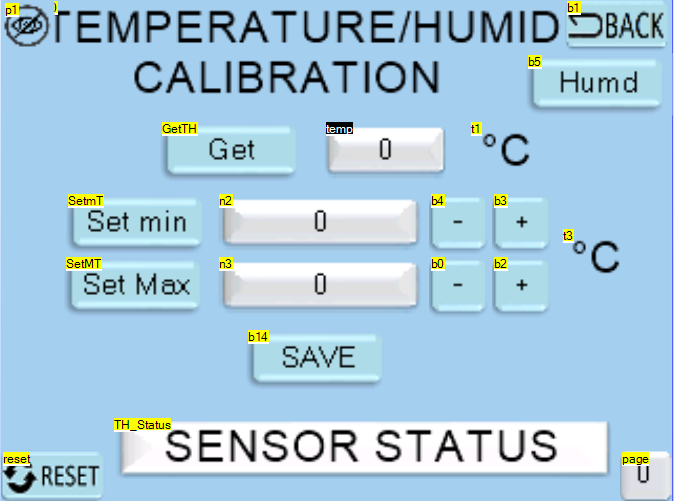 p1
TEMPERATURE/HUMID
b1
BACK
CALIBRATION
b5
Humd
GetTH
Get
temp
0
t1
°C
SetmT
Set min
n2
0
b4
-
b3
+
t3
°C
SetMT
Set Max
n3
0
b0
-
b2
+
b14
SAVE
TH_Status
SENSOR STATUS
reset
RESET
page
0